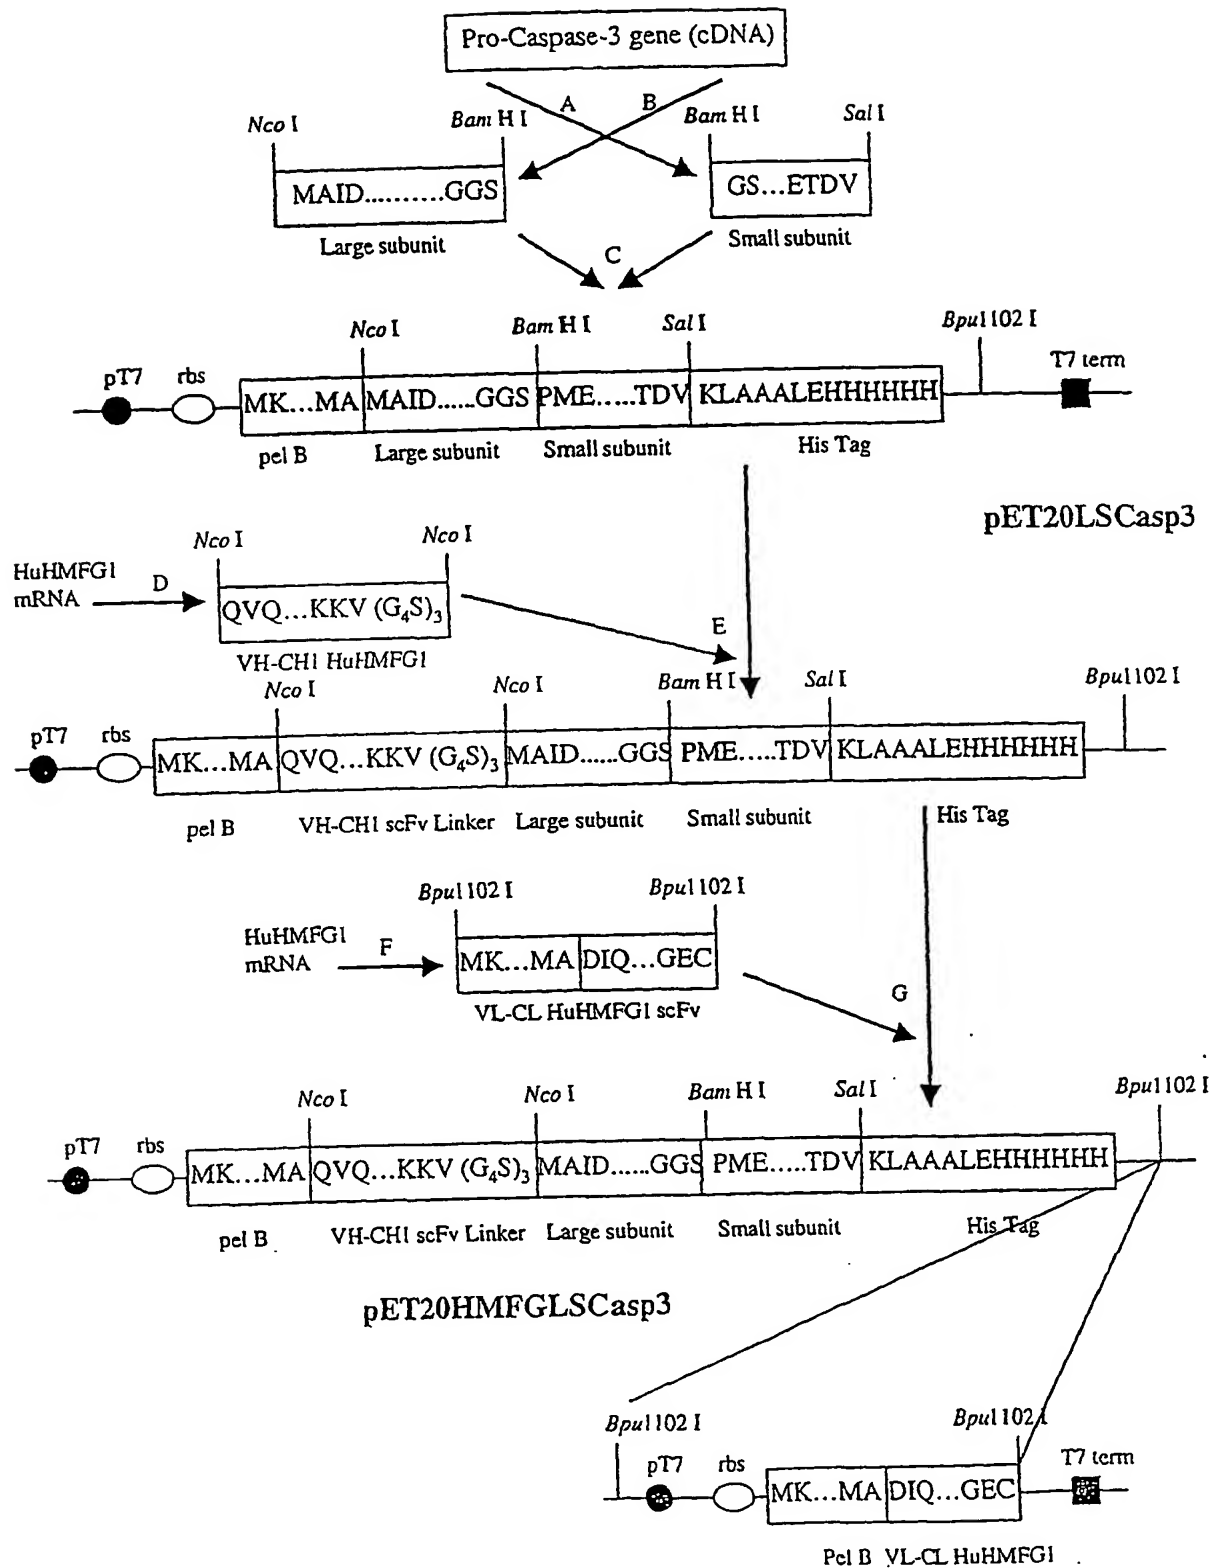 Pro-Caspase-3 gene (cDNA)
A B
Nco I Bam H I Bam H I Sal I
MAID..........GGS GS...ETDV
Large subunit Small subunit
C
Nco I Bam H I Sal I Bpu1102 I
pT7 rbs T7 term
MK...MA MAID......GGS PME.....TDV KLAAALEHHHHHH
pel B Large subunit Small subunit His Tag
pET20LSCasp3
Nco I Nco I
HuHMFG1
mRNA
D
QVQ...KKV (G₄S)₃
E
VH-CH1 HuHMFG1
Nco I Nco I Bam H I Sal I Bpu1102 I
pT7 rbs
MK...MA QVQ...KKV (G₄S)₃ MAID......GGS PME.....TDV KLAAALEHHHHHH
pel B VH-CH1 scFv Linker Large subunit Small subunit His Tag
Bpu1102 I Bpu1102 I
HuHMFG1
mRNA
F
MK...MA DIQ...GEC
G
VL-CL HuHMFG1 scFv
Nco I Nco I Bam H I Sal I Bpu1102 I
pT7 rbs
MK...MA QVQ...KKV (G₄S)₃ MAID......GGS PME.....TDV KLAAALEHHHHHH
pel B VH-CH1 scFv Linker Large subunit Small subunit His Tag
pET20HMFGLSCasp3
Bpu1102 I Bpu1102 I
pT7 rbs T7 term
MK...MA DIQ...GEC
Pel B VL-CL HuHMFG1